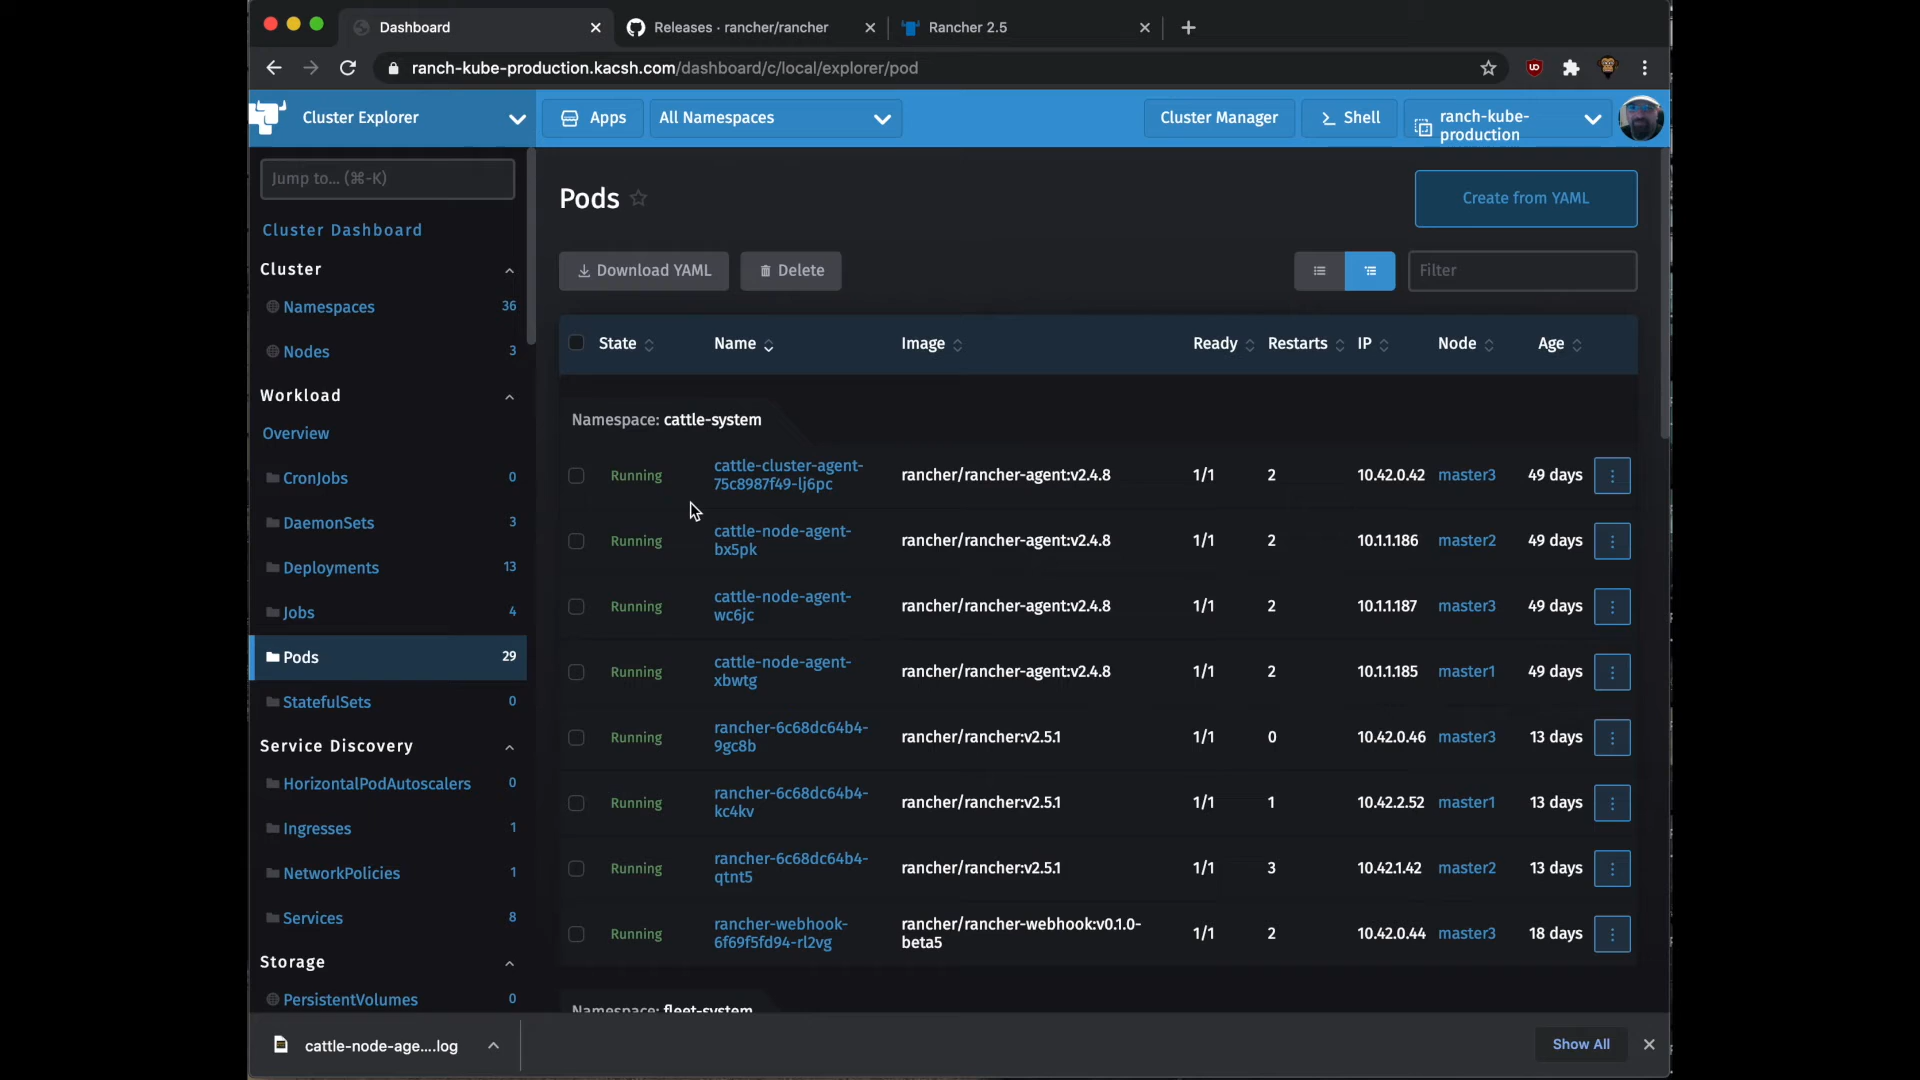 Dashboard
Releases · rancher/rancher
Rancher 2.5
ranch-kube-production.kacsh.com/dashboard/c/local/explorer/pod
Cluster Explorer
Apps
All Namespaces
Cluster Manager
Shell
ranch-kube-
production
Jump to... (⌘-K)
Cluster Dashboard
Cluster
Namespaces 36
Nodes 3
Workload
Overview
CronJobs 0
DaemonSets 3
Deployments 13
Jobs 4
Pods 29
StatefulSets 0
Service Discovery
HorizontalPodAutoscalers 0
Ingresses 1
NetworkPolicies 1
Services 8
Storage
PersistentVolumes 0
Pods
Create from YAML
Download YAML
Delete
Filter
State Name Image Ready Restarts IP Node Age
Namespace: cattle-system
Running cattle-cluster-agent- rancher/rancher-agent:v2.4.8 1/1 2 10.42.0.42 master3 49 days
75c8987f49-lj6pc
Running cattle-node-agent- rancher/rancher-agent:v2.4.8 1/1 2 10.1.1.186 master2 49 days
bx5pk
Running cattle-node-agent- rancher/rancher-agent:v2.4.8 1/1 2 10.1.1.187 master3 49 days
wc6jc
Running cattle-node-agent- rancher/rancher-agent:v2.4.8 1/1 2 10.1.1.185 master1 49 days
xbwtg
Running rancher-6c68dc64b4- rancher/rancher:v2.5.1 1/1 0 10.42.0.46 master3 13 days
9gc8b
Running rancher-6c68dc64b4- rancher/rancher:v2.5.1 1/1 1 10.42.2.52 master1 13 days
kc4kv
Running rancher-6c68dc64b4- rancher/rancher:v2.5.1 1/1 3 10.42.1.42 master2 13 days
qtnt5
Running rancher-webhook- rancher/rancher-webhook:v0.1.0- 1/1 2 10.42.0.44 master3 18 days
6f69f5fd94-rl2vg beta5
Namespace: fleet-system
cattle-node-age....log
Show All